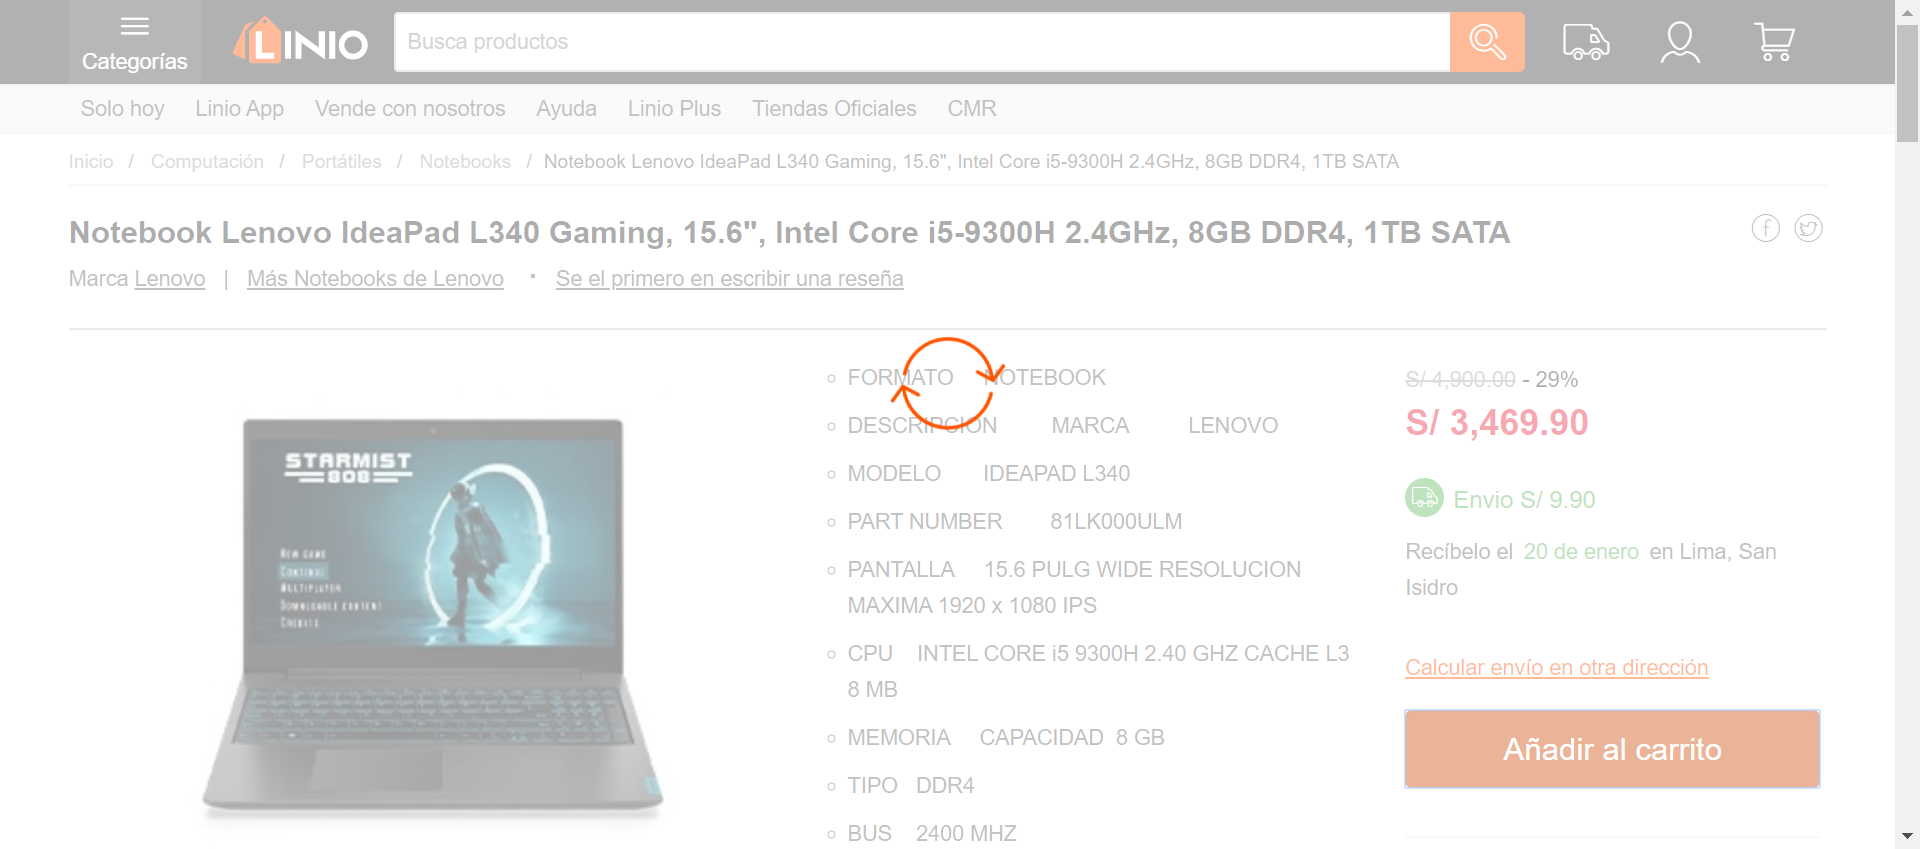 Categorías
LINIO
Busca productos
Solo hoy Linio App Vende con nosotros Ayuda Linio Plus Tiendas Oficiales CMR
Inicio / Computación / Portátiles / Notebooks / Notebook Lenovo IdeaPad L340 Gaming, 15.6", Intel Core i5-9300H 2.4GHz, 8GB DDR4, 1TB SATA
Notebook Lenovo IdeaPad L340 Gaming, 15.6", Intel Core i5-9300H 2.4GHz, 8GB DDR4, 1TB SATA
Marca Lenovo | Más Notebooks de Lenovo · Se el primero en escribir una reseña
STARMIST
808
New game
Continue
Multiplayer
Downloadable content
Credits
FORMATO NOTEBOOK
DESCRIPCION MARCA LENOVO
MODELO IDEAPAD L340
PART NUMBER 81LK000ULM
PANTALLA 15.6 PULG WIDE RESOLUCION
MAXIMA 1920 x 1080 IPS
CPU INTEL CORE i5 9300H 2.40 GHZ CACHE L3
8 MB
MEMORIA CAPACIDAD 8 GB
TIPO DDR4
BUS 2400 MHZ
S/ 4,900.00 - 29%
S/ 3,469.90
Envio S/ 9.90
Recíbelo el 20 de enero en Lima, San
Isidro
Calcular envío en otra dirección
Añadir al carrito